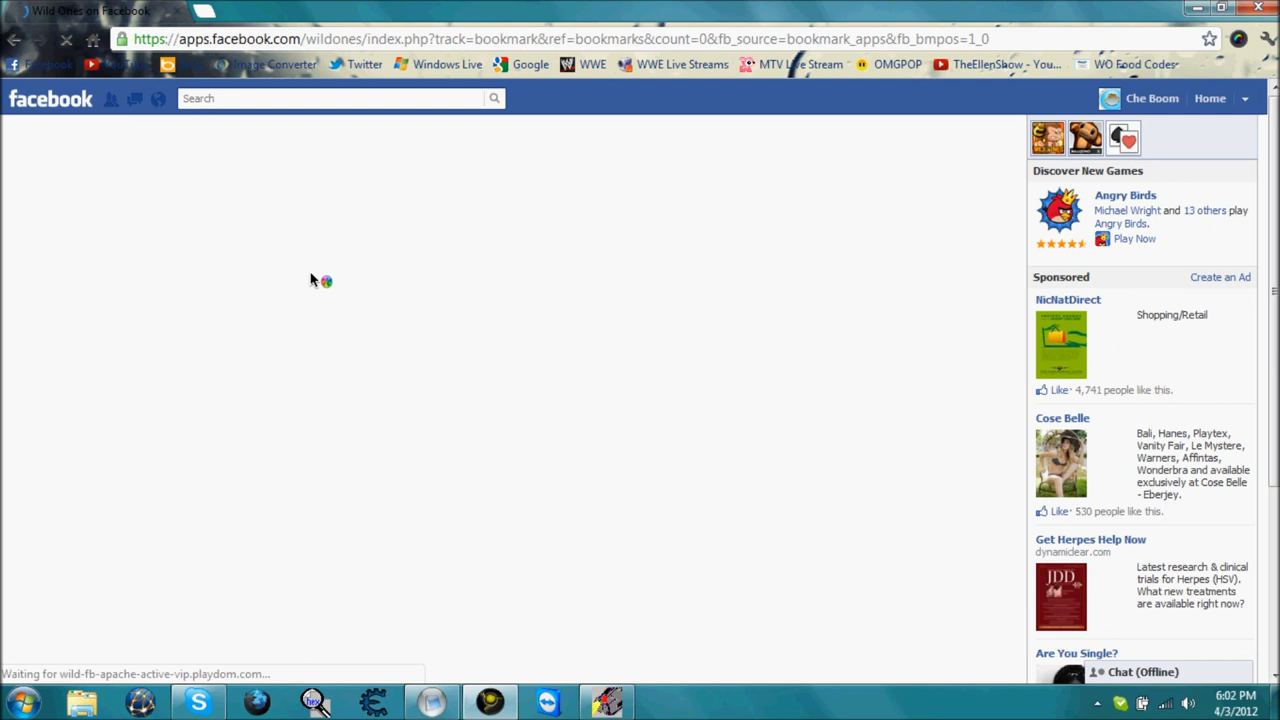 Wild Ones on Facebook
https://apps.facebook.com/wildones/index.php?track=bookmark&ref=bookmarks&count=0&fb_source=bookmark_apps&fb_bmpos=1_0
Facebook
Image Converter
Twitter
Windows Live
Google
WWE
WWE Live Streams
MTV Live Stream
OMGPOP
TheEllenShow - You...
WO Food Codes
facebook
Search
Che Boom
Home
Discover New Games
Angry Birds
Michael Wright and 13 others play
Angry Birds.
Play Now
Sponsored
Create an Ad
NicNatDirect
Shopping/Retail
Like · 4,741 people like this.
Cose Belle
Bali, Hanes, Playtex,
Vanity Fair, Le Mystere,
Warners, Affintas,
Wonderbra and available
exclusively at Cose Belle
- Eberjey.
Like · 530 people like this.
Get Herpes Help Now
dynamiclear.com
JDD
Latest research & clinical
trials for Herpes (HSV).
What new treatments
are available right now?
Are You Single?
Chat (Offline)
Waiting for wild-fb-apache-active-vip.playdom.com...
hex
6:02 PM
4/3/2012